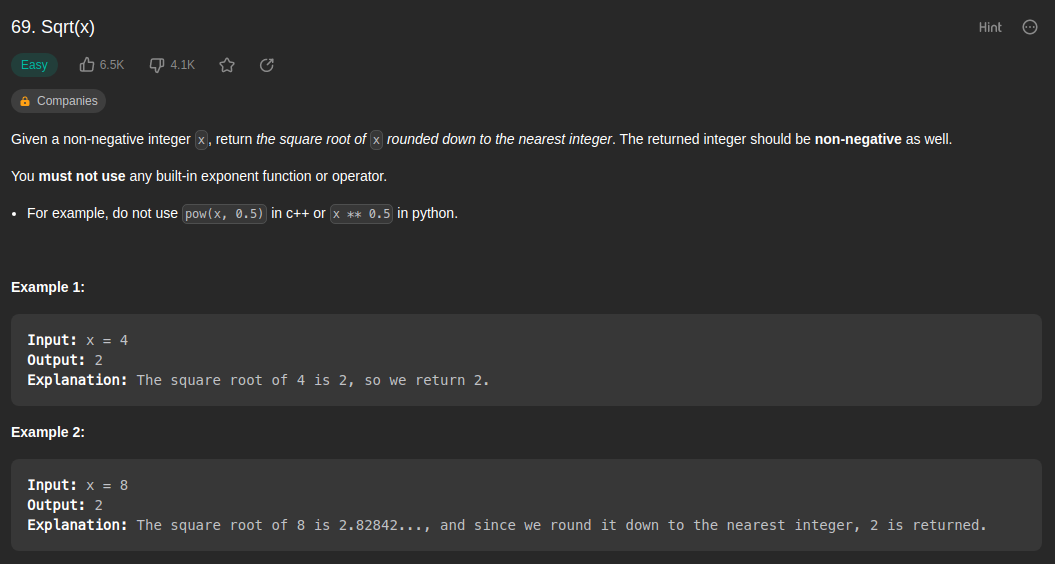 69. Sqrt(x)
Hint
Easy
6.5K
4.1K
Companies
Given a non-negative integer x, return the square root of x rounded down to the nearest integer. The returned integer should be non-negative as well.
You must not use any built-in exponent function or operator.
• For example, do not use pow(x, 0.5) in c++ or x ** 0.5 in python.
Example 1:
Input: x = 4
Output: 2
Explanation: The square root of 4 is 2, so we return 2.
Example 2:
Input: x = 8
Output: 2
Explanation: The square root of 8 is 2.82842..., and since we round it down to the nearest integer, 2 is returned.